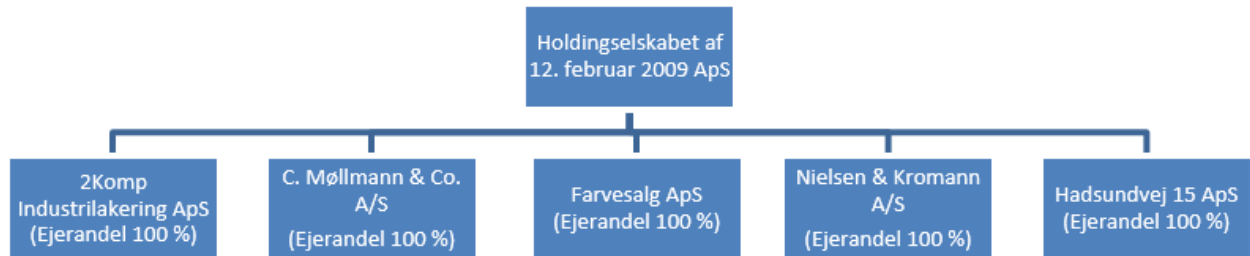 Holdingselskabet af
12. februar 2009 ApS
2Komp
Industrilakering ApS
(Ejerandel 100 %)
C. Møllmann & Co.
A/S
(Ejerandel 100 %)
Farvesalg ApS
(Ejerandel 100 %)
Nielsen & Kromann
A/S
(Ejerandel 100 %)
Hadsundvej 15 ApS
(Ejerandel 100 %)